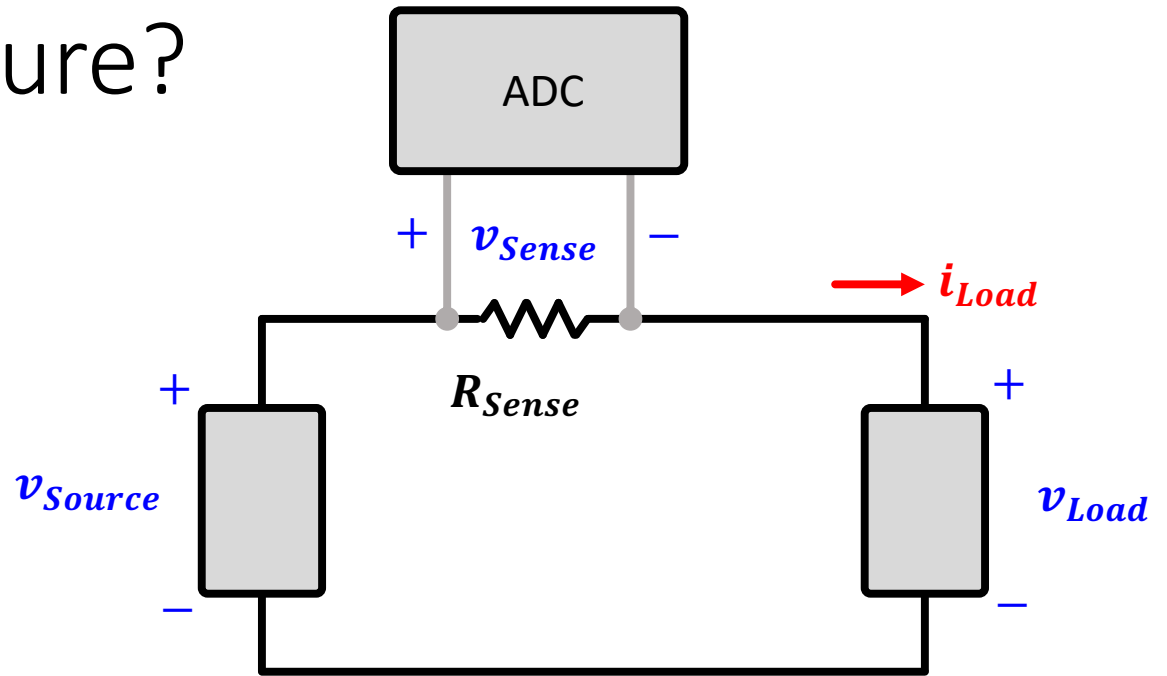 ure?
ADC
+ v_Sense −
i_Load
R_Sense
+
+
v_Source
v_Load
−
−